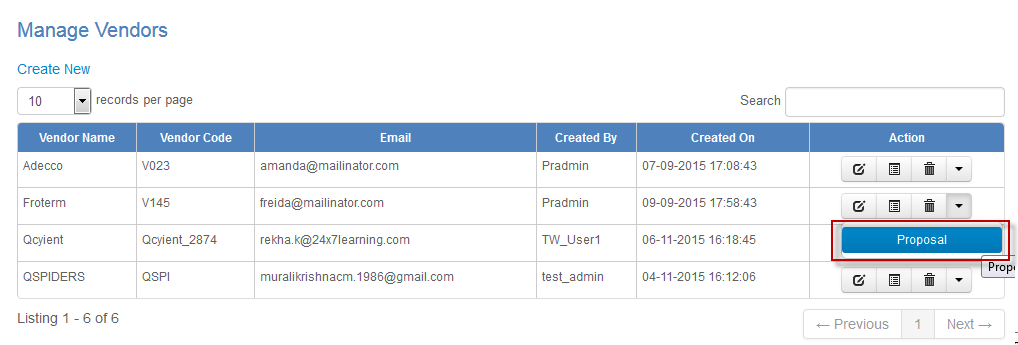 Manage Vendors
Create New
10 records per page Search
Vendor Name Vendor Code Email Created By Created On Action
Adecco V023 amanda@mailinator.com Pradmin 07-09-2015 17:08:43
Froterm V145 freida@mailinator.com Pradmin 09-09-2015 17:58:43
Qcyient Qcyient_2874 rekha.k@24x7learning.com TW_User1 06-11-2015 16:18:45 Proposal
Prop
QSPIDERS QSPI muralikrishnacm.1986@gmail.com test_admin 04-11-2015 16:12:06
Listing 1 - 6 of 6 ← Previous 1 Next →